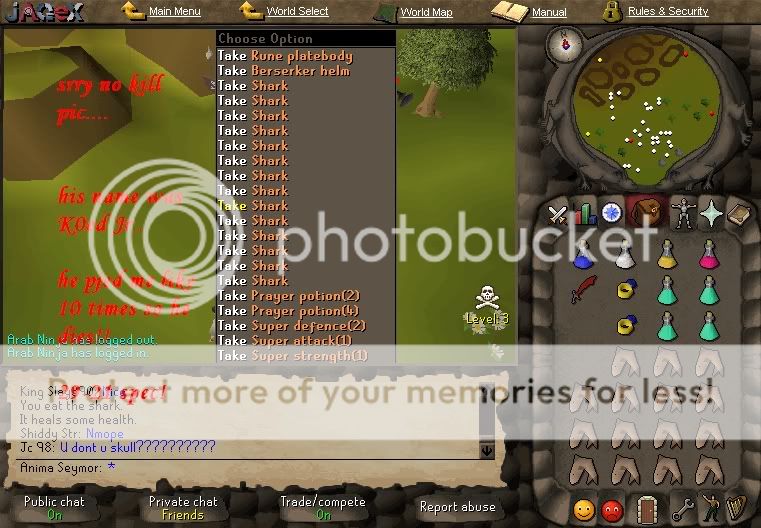 JAGeX
Main Menu
World Select
World Map
Manual
Rules & Security
Choose Option
Take Rune platebody
Take Berserker helm
Take Shark
Take Shark
Take Shark
Take Shark
Take Shark
Take Shark
Take Shark
Take Shark
Take Shark
Take Shark
Take Shark
Take Shark
Take Shark
Take Shark
Take Prayer potion(2)
Take Prayer potion(4)
Take Super defence(2)
Take Super attack(1)
Take Super strength(1)
srry no kill
pic....
his name was
he pjed me like
10 times so he
Level: 3
Arab Ninja has logged out.
Arab Ninja has logged in.
photobucket
Protect more of your memories for less!
King
You eat the shark.
It heals some health.
Shiddy Str: Nmope
Jc 98: U dont u skull??????????
Anima Seymor: *
Public chat
On
Private chat
Friends
Trade/compete
On
Report abuse